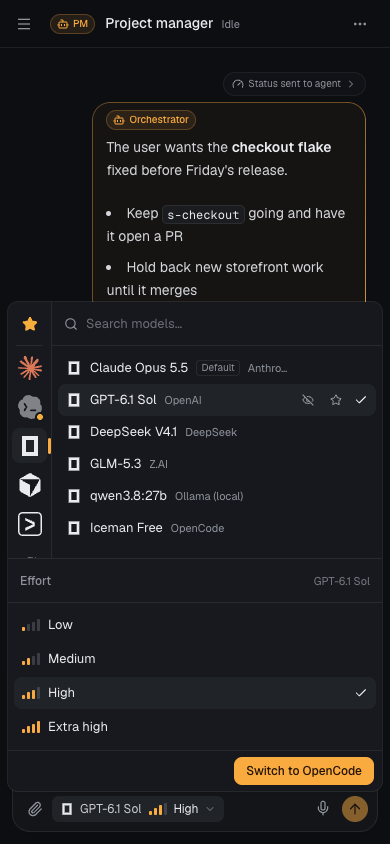 PM Project manager Idle
Status sent to agent
Orchestrator
The user wants the checkout flake
fixed before Friday's release.
• Keep s-checkout going and have
it open a PR
• Hold back new storefront work
until it merges
Search models...
Claude Opus 5.5 Default Anthro...
GPT-6.1 Sol OpenAI
DeepSeek V4.1 DeepSeek
GLM-5.3 Z.AI
qwen3.8:27b Ollama (local)
Iceman Free OpenCode
Effort GPT-6.1 Sol
Low
Medium
High
Extra high
Switch to OpenCode
GPT-6.1 Sol High